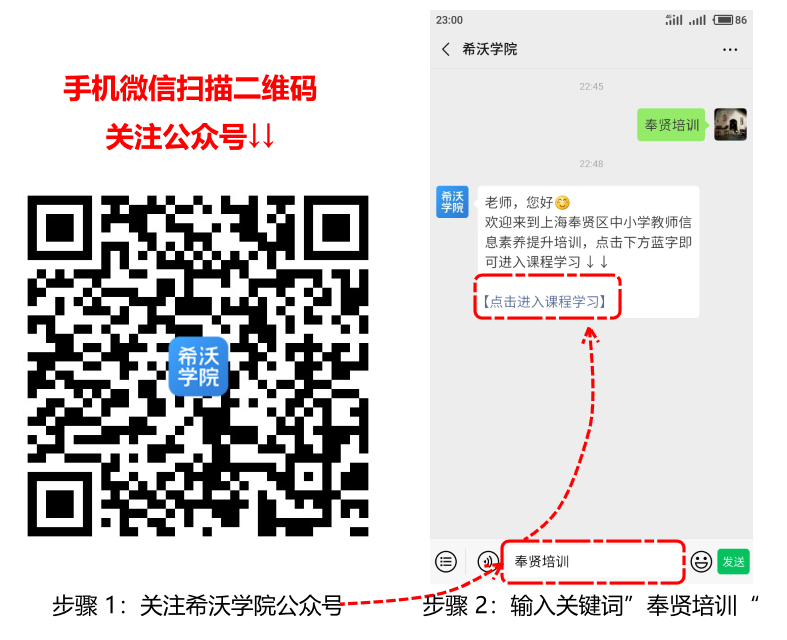 手机微信扫描二维码
关注公众号↓↓
希沃
学院
步骤 1：关注希沃学院公众号
23:00
4G
86
希沃学院
...
22:45
奉贤培训
22:48
希沃
学院
老师，您好😊
欢迎来到上海奉贤区中小学教师信
息素养提升培训，点击下方蓝字即
可进入课程学习 ↓ ↓
【点击进入课程学习】
奉贤培训
发送
步骤 2：输入关键词”奉贤培训“